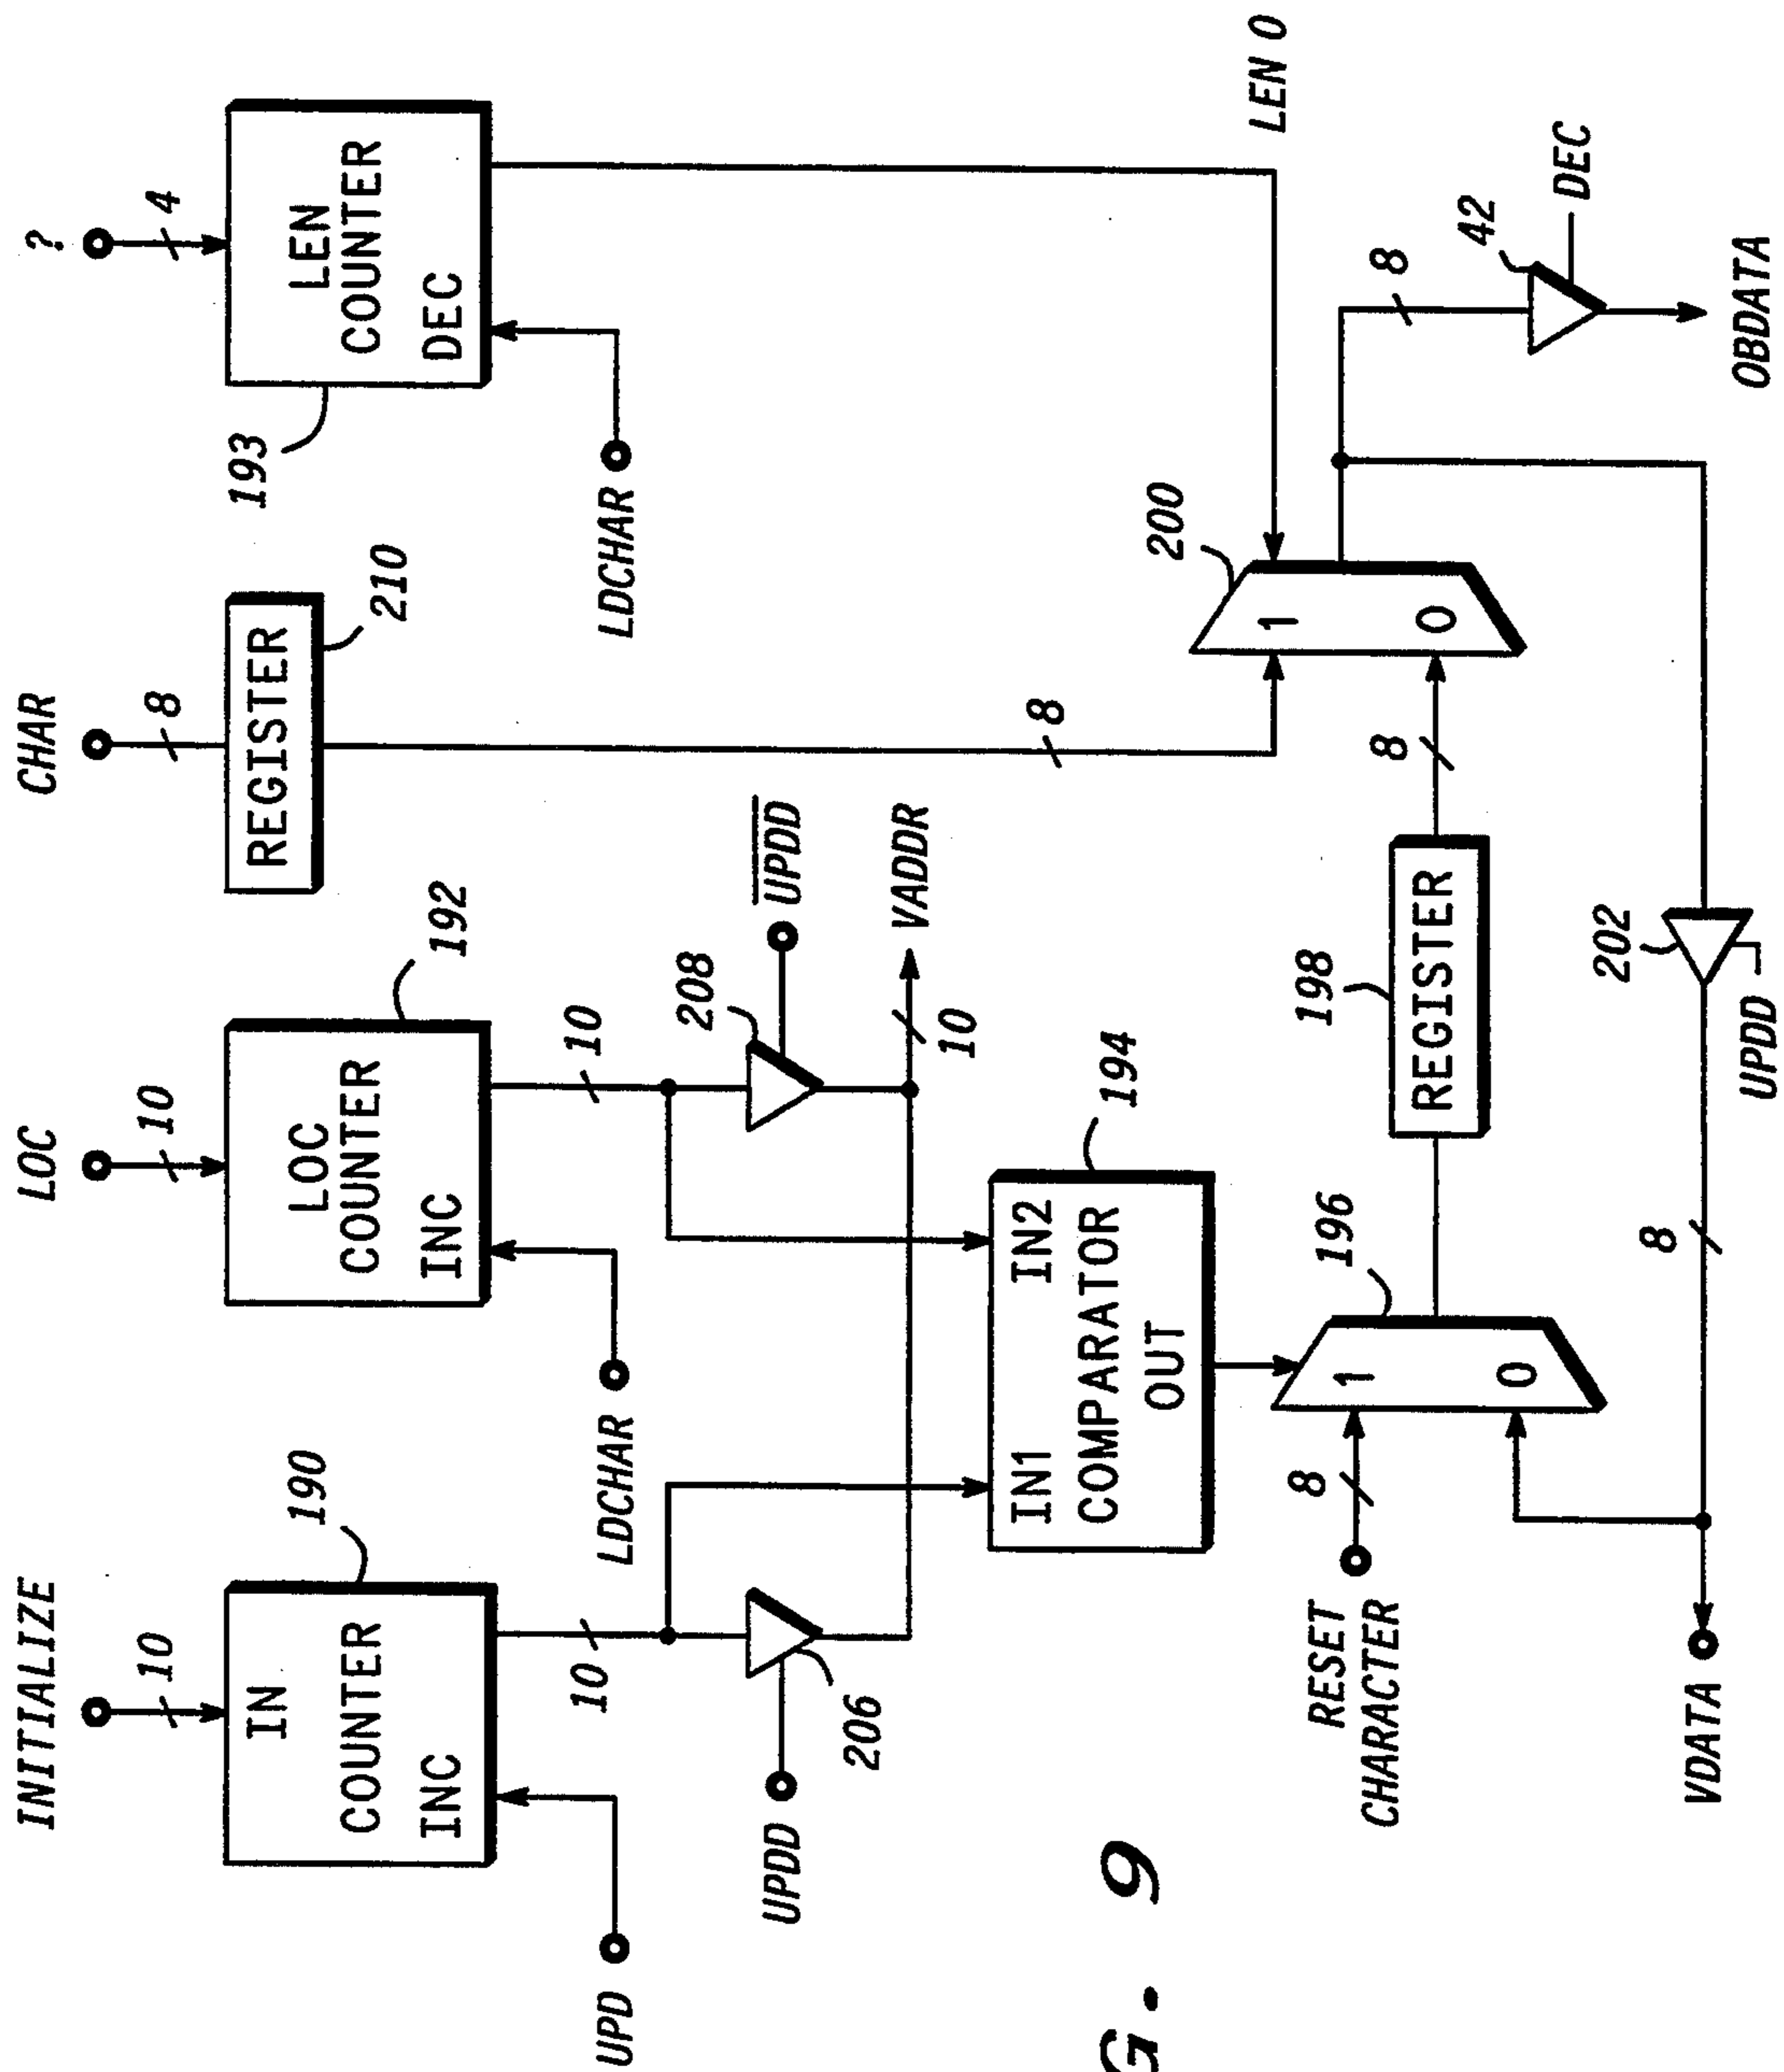 INITIALIZE
LOC
CHAR
?
10
10
8
4
IN
COUNTER
INC
190
LOC
COUNTER
INC
192
REGISTER
210
LEN
COUNTER
DEC
193
UPD
LDCHAR
LDCHAR
10
10
UPDD
206
208
UPDD
VADDR
10
IN1
IN2
COMPARATOR
OUT
194
8
LEN 0
200
1
0
RESET
CHARACTER
8
196
1
0
198
REGISTER
8
8
42
DEC
OBDATA
VDATA
8
202
UPDD
G. 9